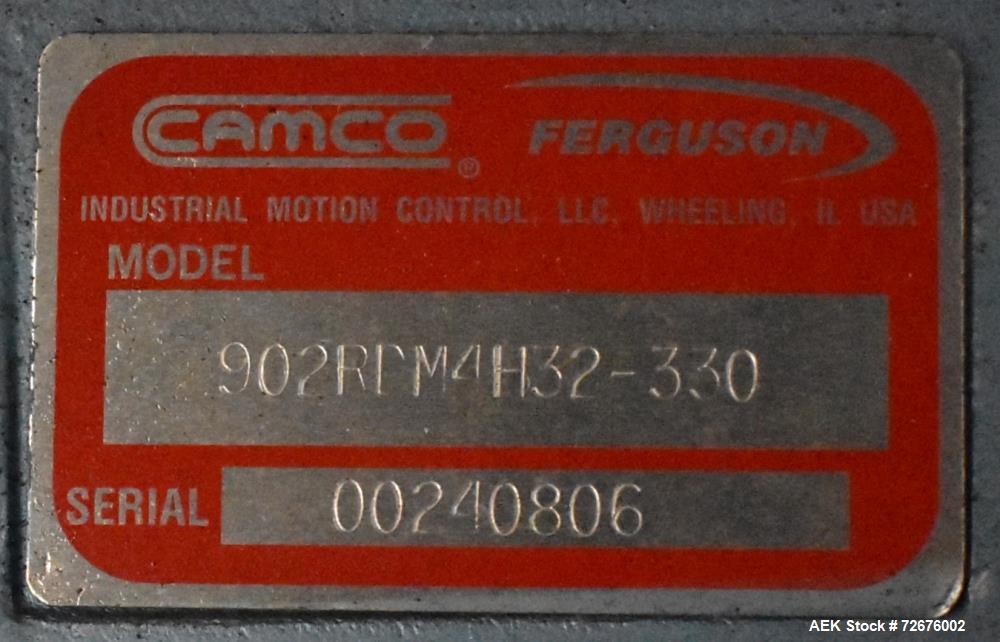 CAMCO® FERGUSON
INDUSTRIAL MOTION CONTROL, LLC, WHEELING, IL USA
MODEL
902RDM4H32-330
SERIAL 00240806
AEK Stock # 72676002